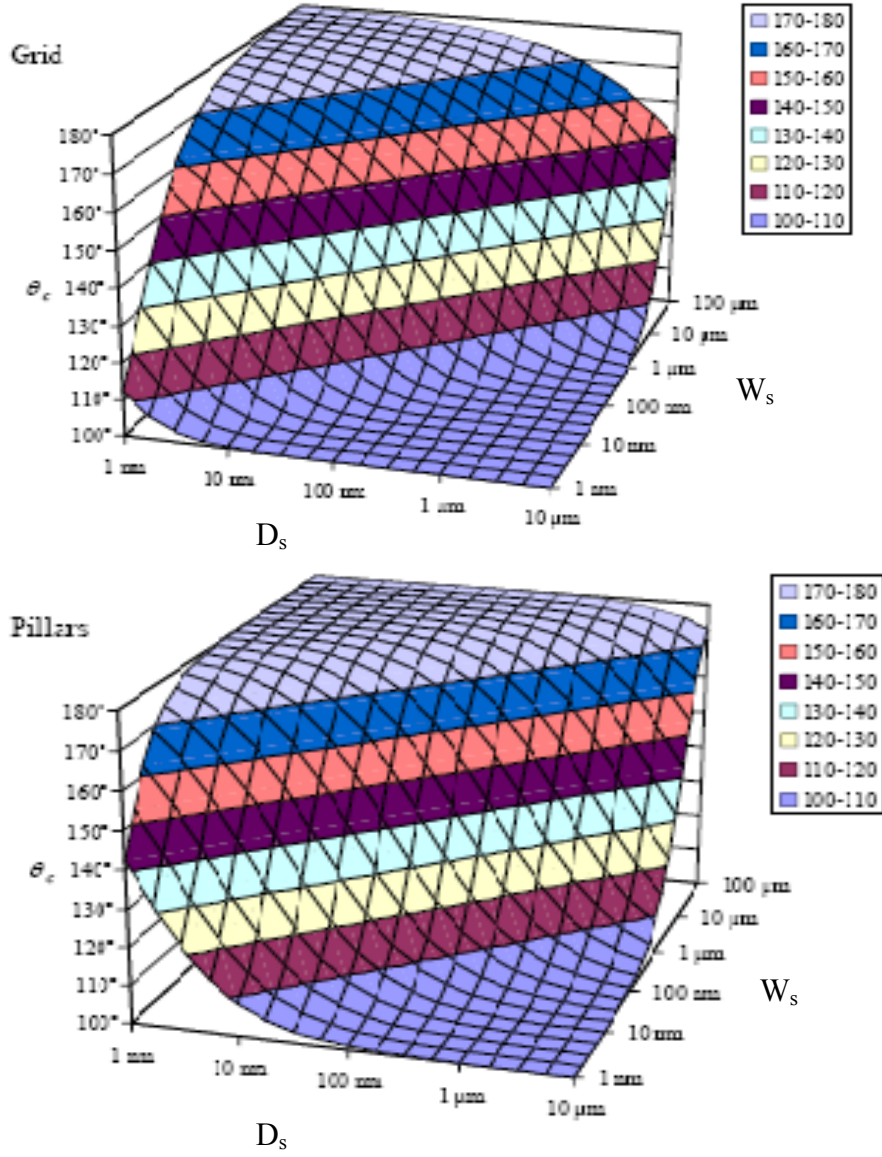 Grid
170-180
160-170
150-160
140-150
130-140
120-130
110-120
100-110
180°
170°
160°
150°
θc 140°
130°
120°
110°
100°
1 nm
10 nm
100 nm
1 µm
10 µm
Ds
100 µm
10 µm
1 µm
100 nm
10 nm
1 nm
Ws
Pillars
170-180
160-170
150-160
140-150
130-140
120-130
110-120
100-110
180°
170°
160°
150°
θc 140°
130°
120°
110°
100°
1 nm
10 nm
100 nm
1 µm
10 µm
Ds
100 µm
10 µm
1 µm
100 nm
10 nm
1 nm
Ws